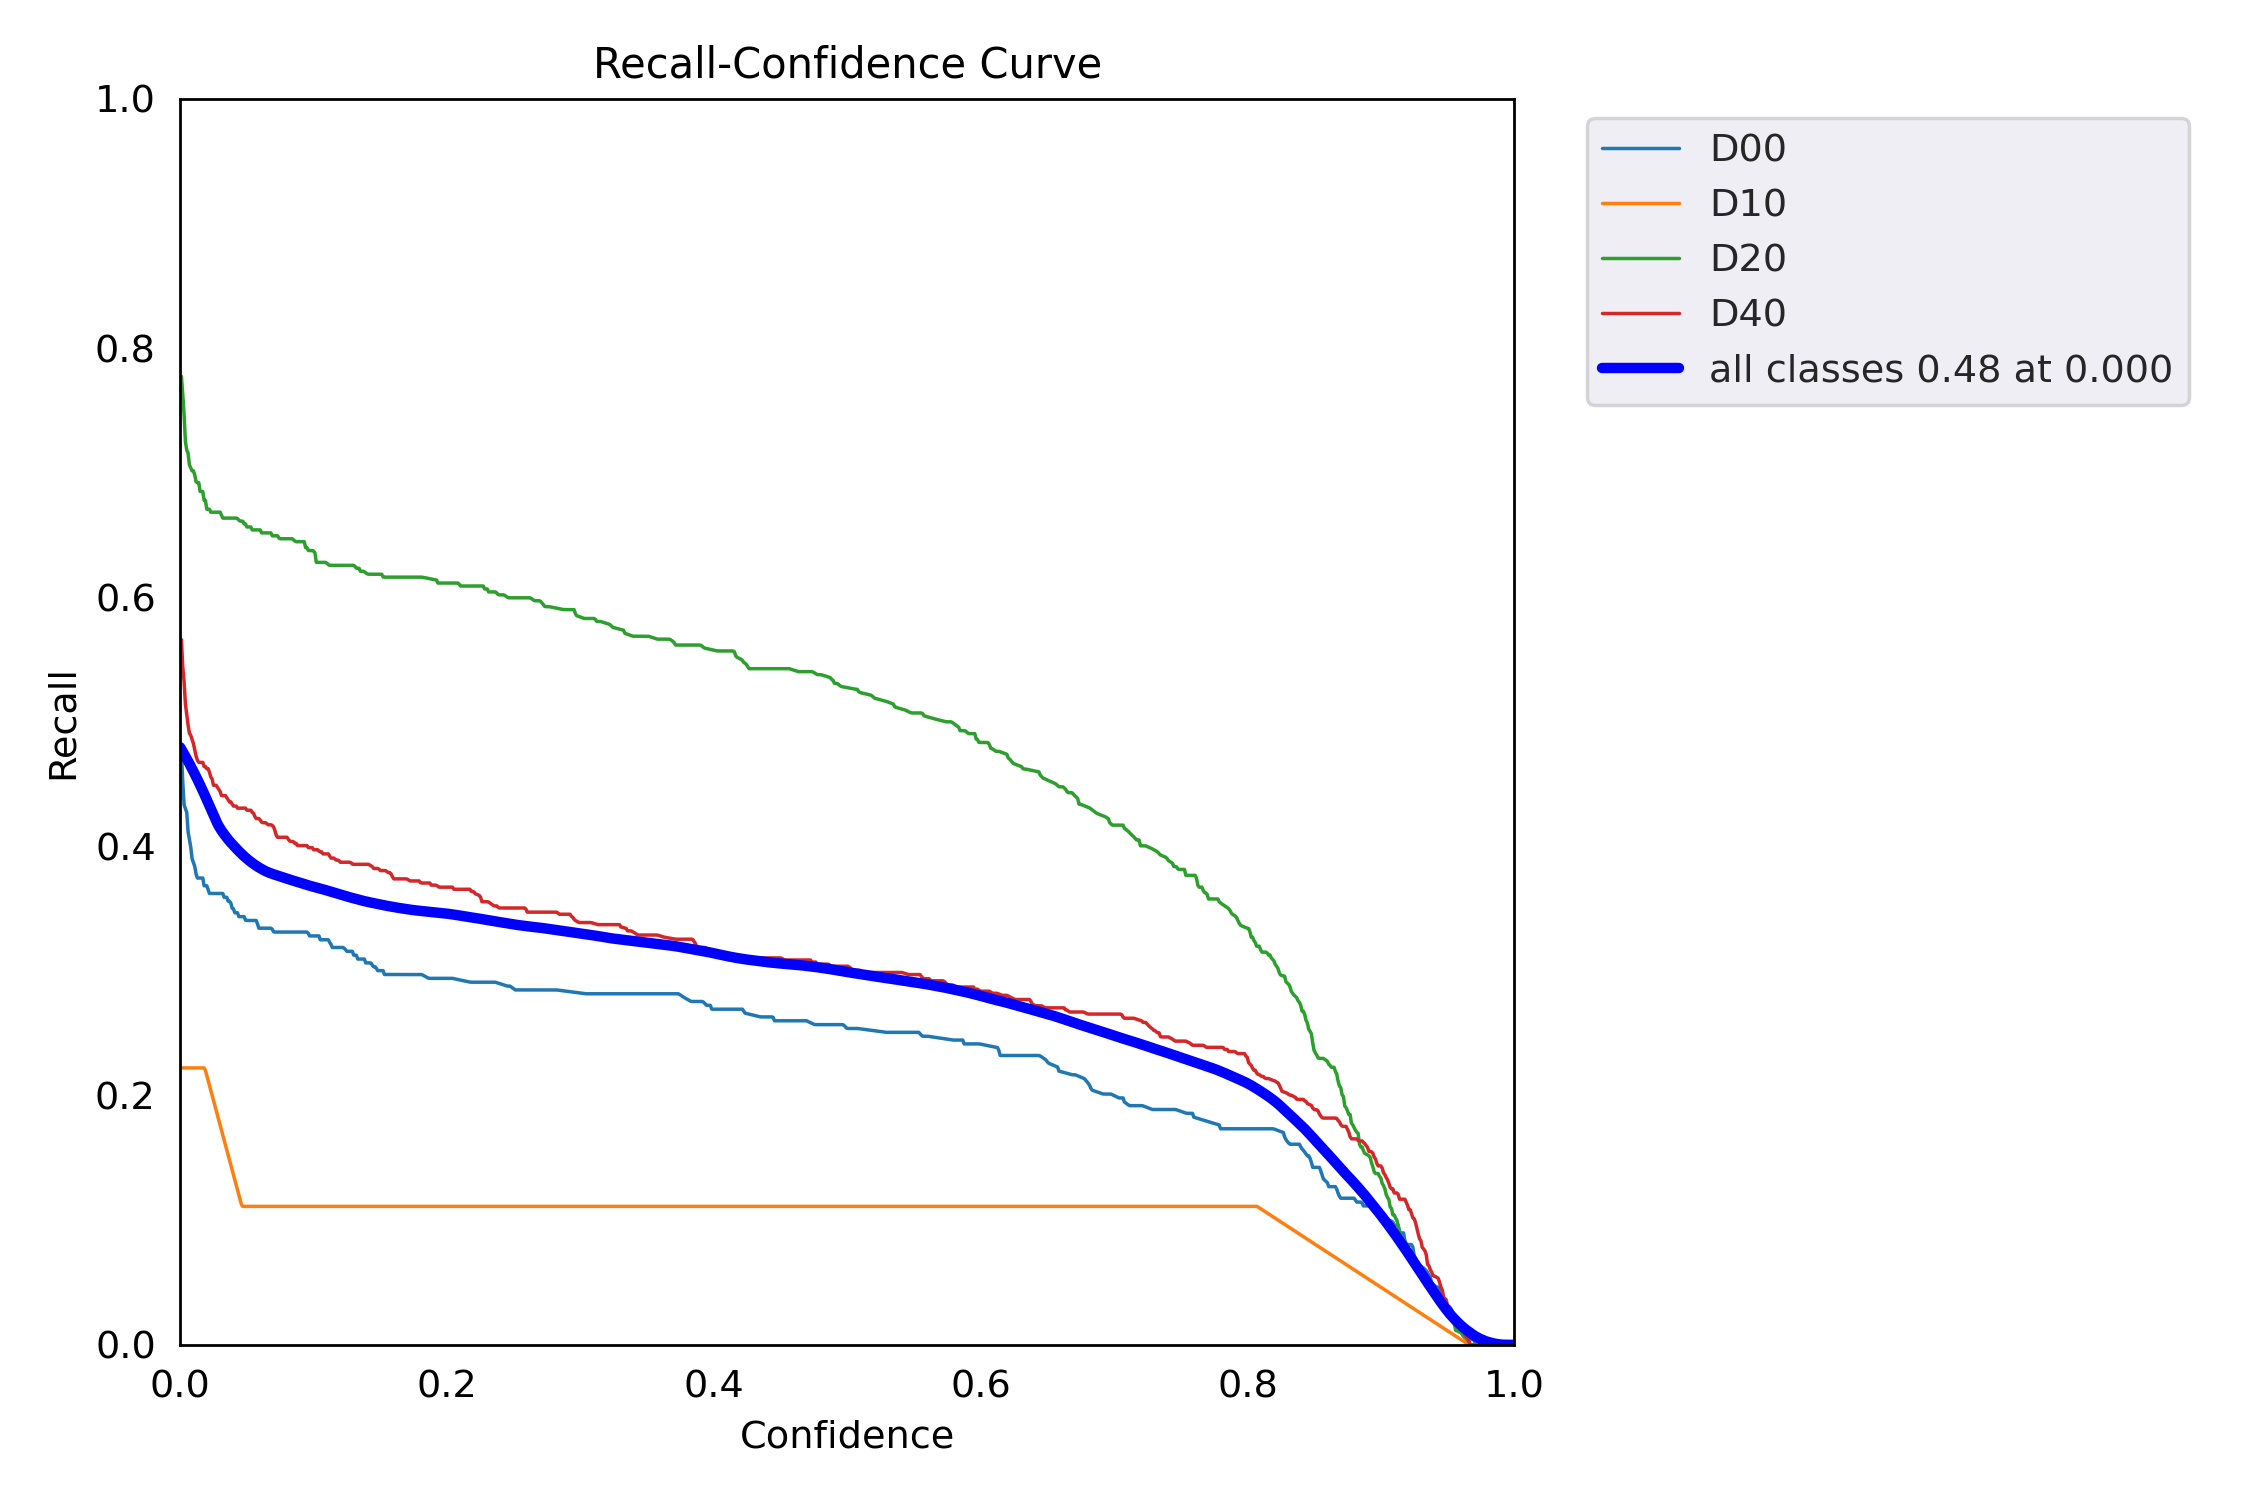 Recall-Confidence Curve
1.0
0.8
0.6
0.4
0.2
0.0
Recall
0.0 0.2 0.4 0.6 0.8 1.0
Confidence
D00
D10
D20
D40
all classes 0.48 at 0.000